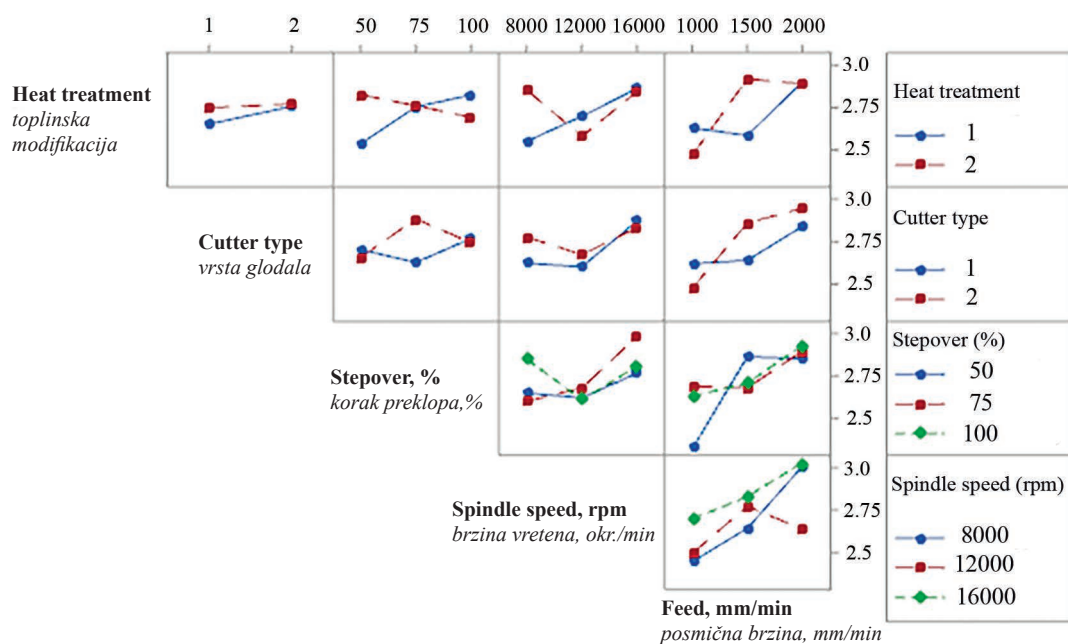 1 2 50 75 100 8000 12000 16000 1000 1500 2000
Heat treatment
toplinska
modifikacija
3.0
2.75
2.5
Heat treatment
1
2
Cutter type
vrsta glodala
3.0
2.75
2.5
Cutter type
1
2
Stepover, %
korak preklopa,%
3.0
2.75
2.5
Stepover (%)
50
75
100
Spindle speed, rpm
brzina vretena, okr./min
3.0
2.75
2.5
Spindle speed (rpm)
8000
12000
16000
Feed, mm/min
posmična brzina, mm/min